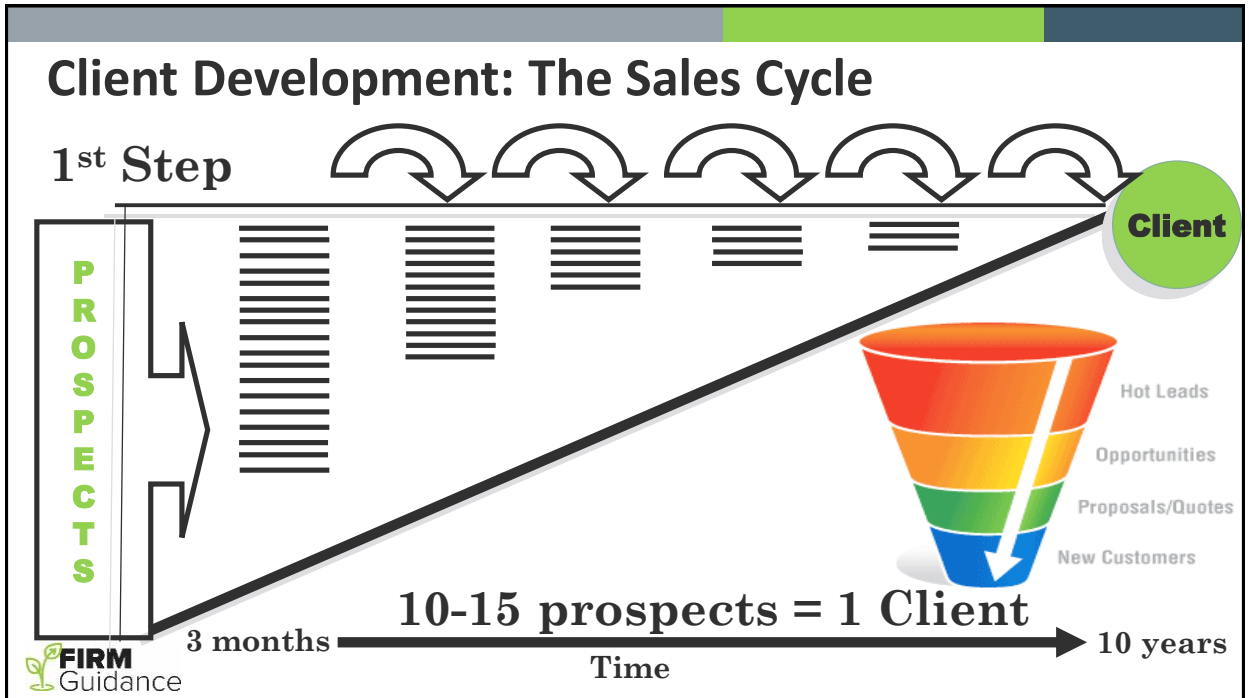 Client Development: The Sales Cycle
1st Step
Client
P
R
O
S
P
E
C
T
S
Hot Leads
Opportunities
Proposals/Quotes
New Customers
10-15 prospects = 1 Client
3 months
10 years
Time
FIRM
Guidance